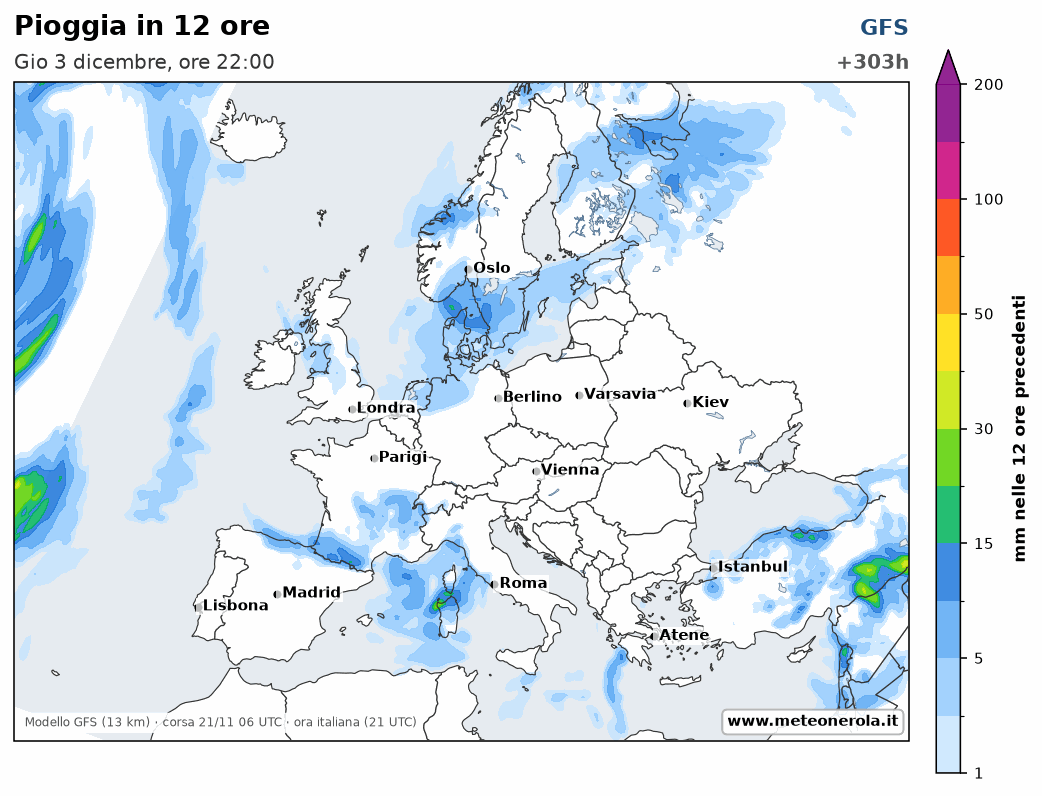 Pioggia in 12 ore
GFS
Gio 3 dicembre, ore 22:00
+303h
200
100
50
30
15
5
1
mm nelle 12 ore precedenti
Oslo
Londra
Berlino
Varsavia
Kiev
Parigi
Vienna
Istanbul
Roma
Madrid
Lisbona
Atene
Modello GFS (13 km) · corsa 21/11 06 UTC · ora italiana (21 UTC)
www.meteonerola.it